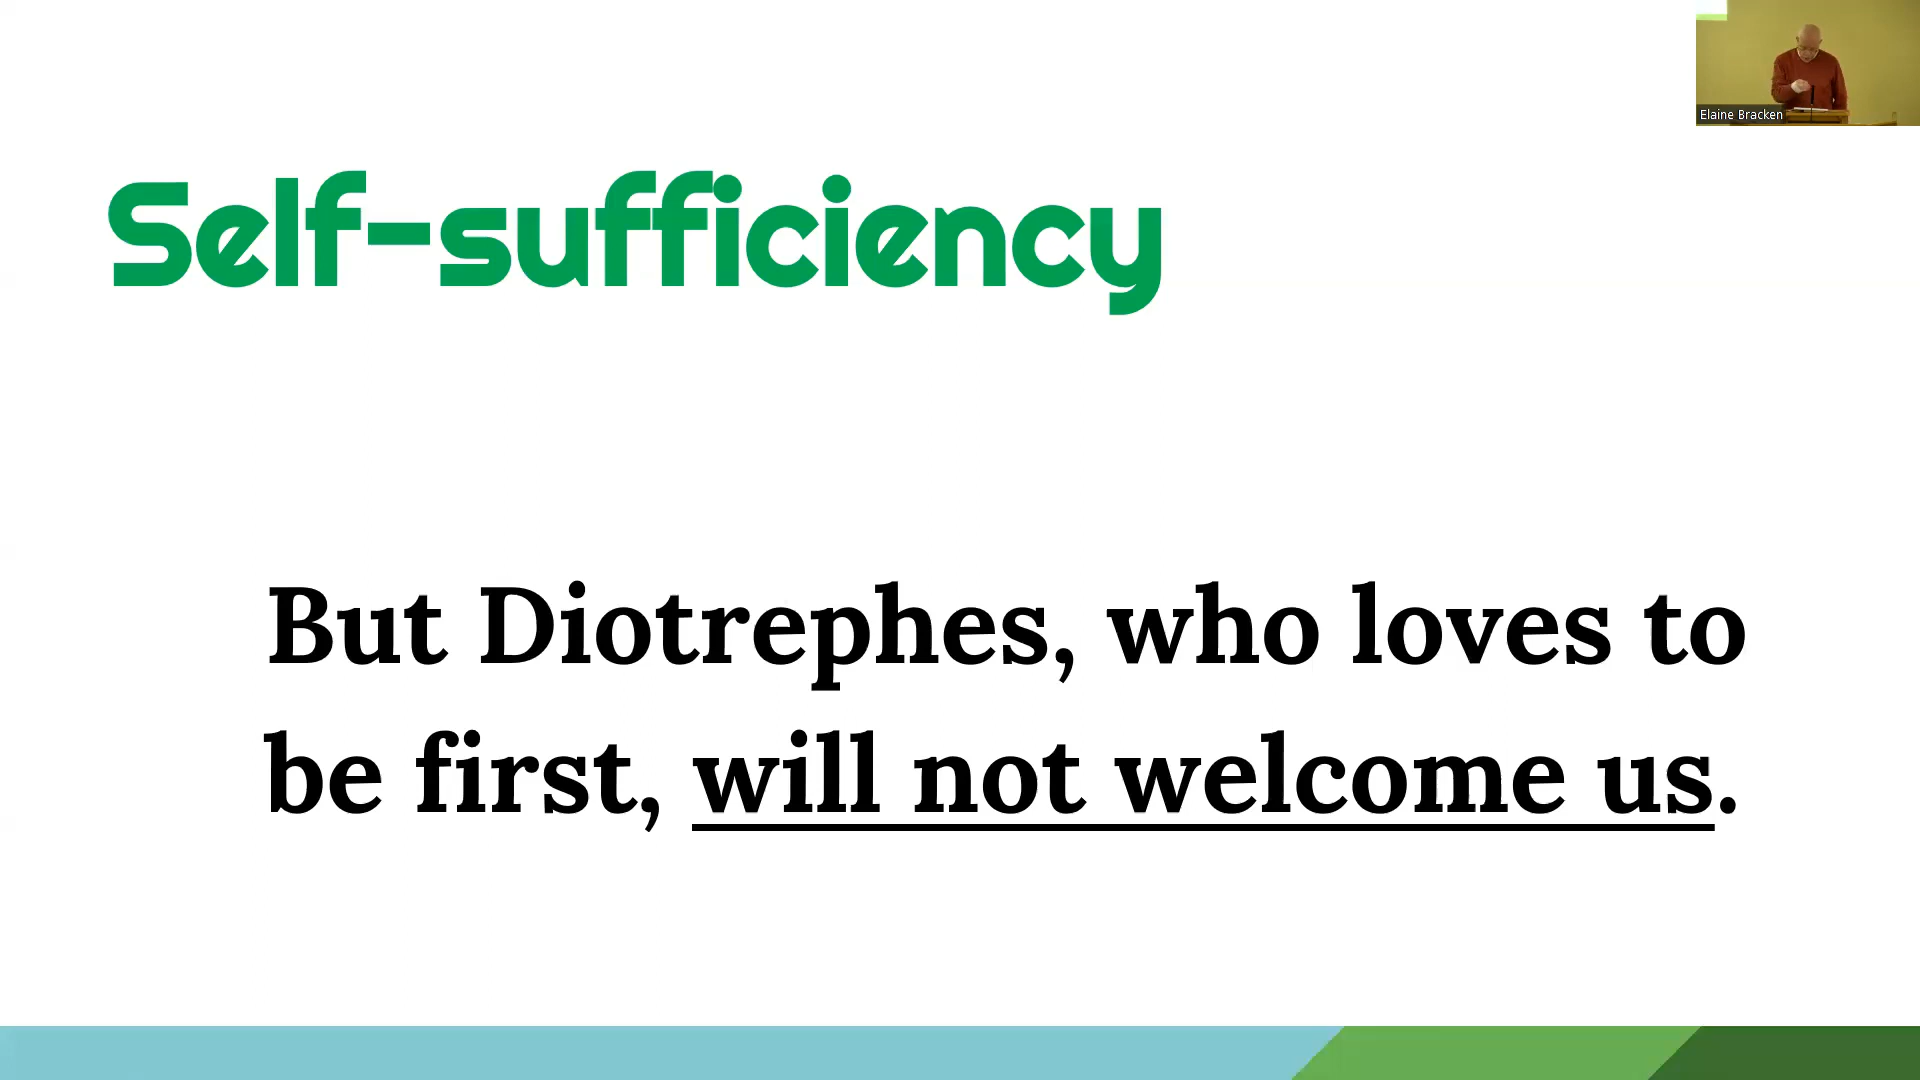 Elaine Bracken
Self-sufficiency
But Diotrephes, who loves to
be first, will not welcome us.